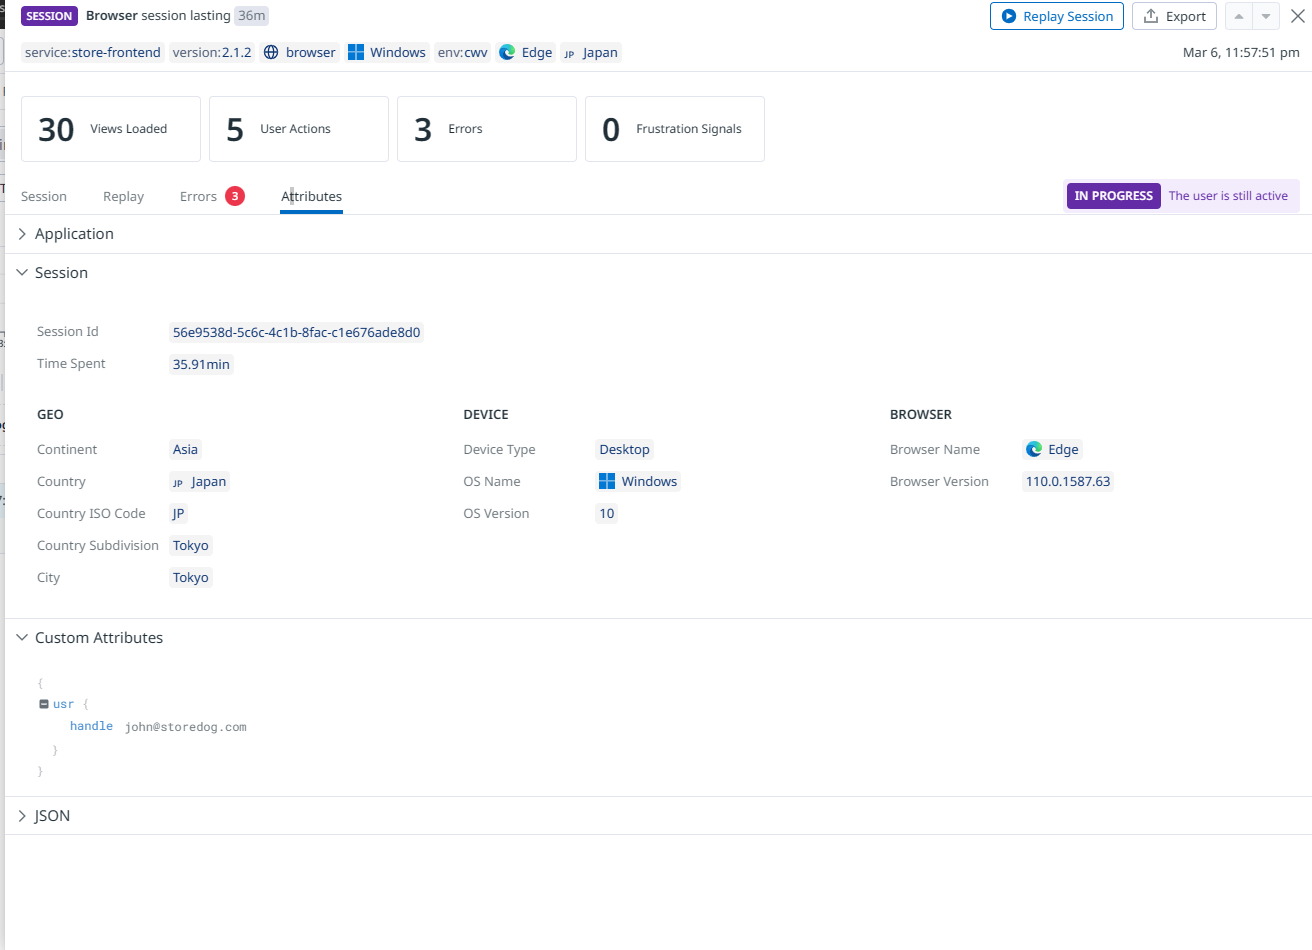 SESSION Browser session lasting 36m Replay Session Export
service:store-frontend version:2.1.2 browser Windows env:cwv Edge JP Japan Mar 6, 11:57:51 pm
30 Views Loaded 5 User Actions 3 Errors 0 Frustration Signals
Session Replay Errors 3 Attributes IN PROGRESS The user is still active
Application
Session
Session Id 56e9538d-5c6c-4c1b-8fac-c1e676ade8d0
Time Spent 35.91min
GEO DEVICE BROWSER
Continent Asia Device Type Desktop Browser Name Edge
Country JP Japan OS Name Windows Browser Version 110.0.1587.63
Country ISO Code JP OS Version 10
Country Subdivision Tokyo
City Tokyo
Custom Attributes
{
usr {
handle john@storedog.com
}
}
JSON